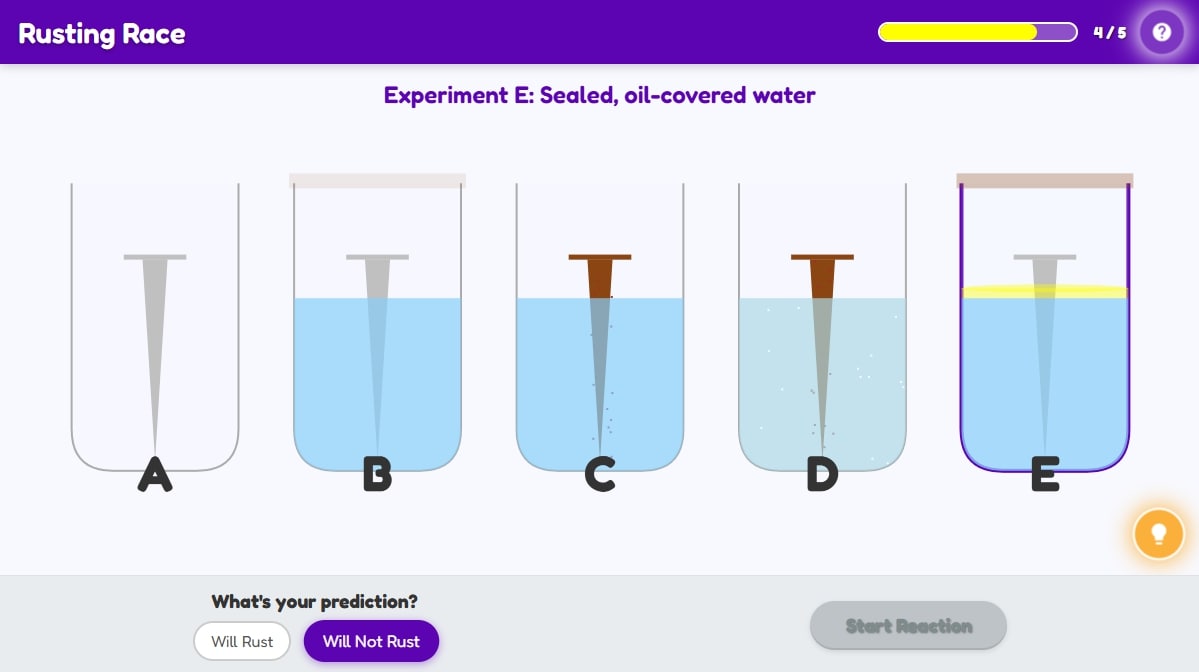 Rusting Race
4 / 5
?
Experiment E: Sealed, oil-covered water
A
B
C
D
E
What's your prediction?
Will Rust
Will Not Rust
Start Reaction